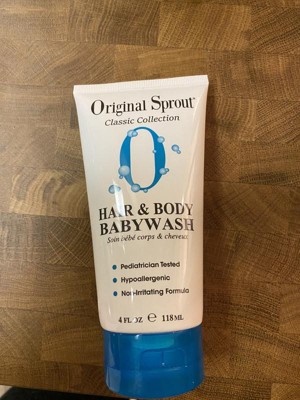 Original Sprout
Classic Collection
O
HAIR & BODY
BABYWASH
Soin bébé corps & cheveux
Pediatrician Tested
Hypoallergenic
Non-Irritating Formula
4 FL OZ ℮ 118 ML